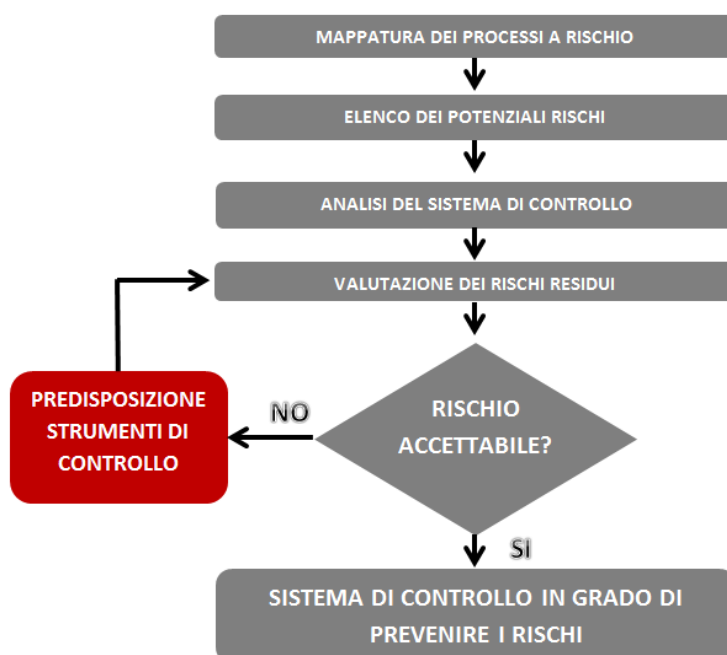 MAPPATURA DEI PROCESSI A RISCHIO
ELENCO DEI POTENZIALI RISCHI
ANALISI DEL SISTEMA DI CONTROLLO
VALUTAZIONE DEI RISCHI RESIDUI
RISCHIO
ACCETTABILE?
NO
PREDISPOSIZIONE
STRUMENTI DI
CONTROLLO
SI
SISTEMA DI CONTROLLO IN GRADO DI
PREVENIRE I RISCHI